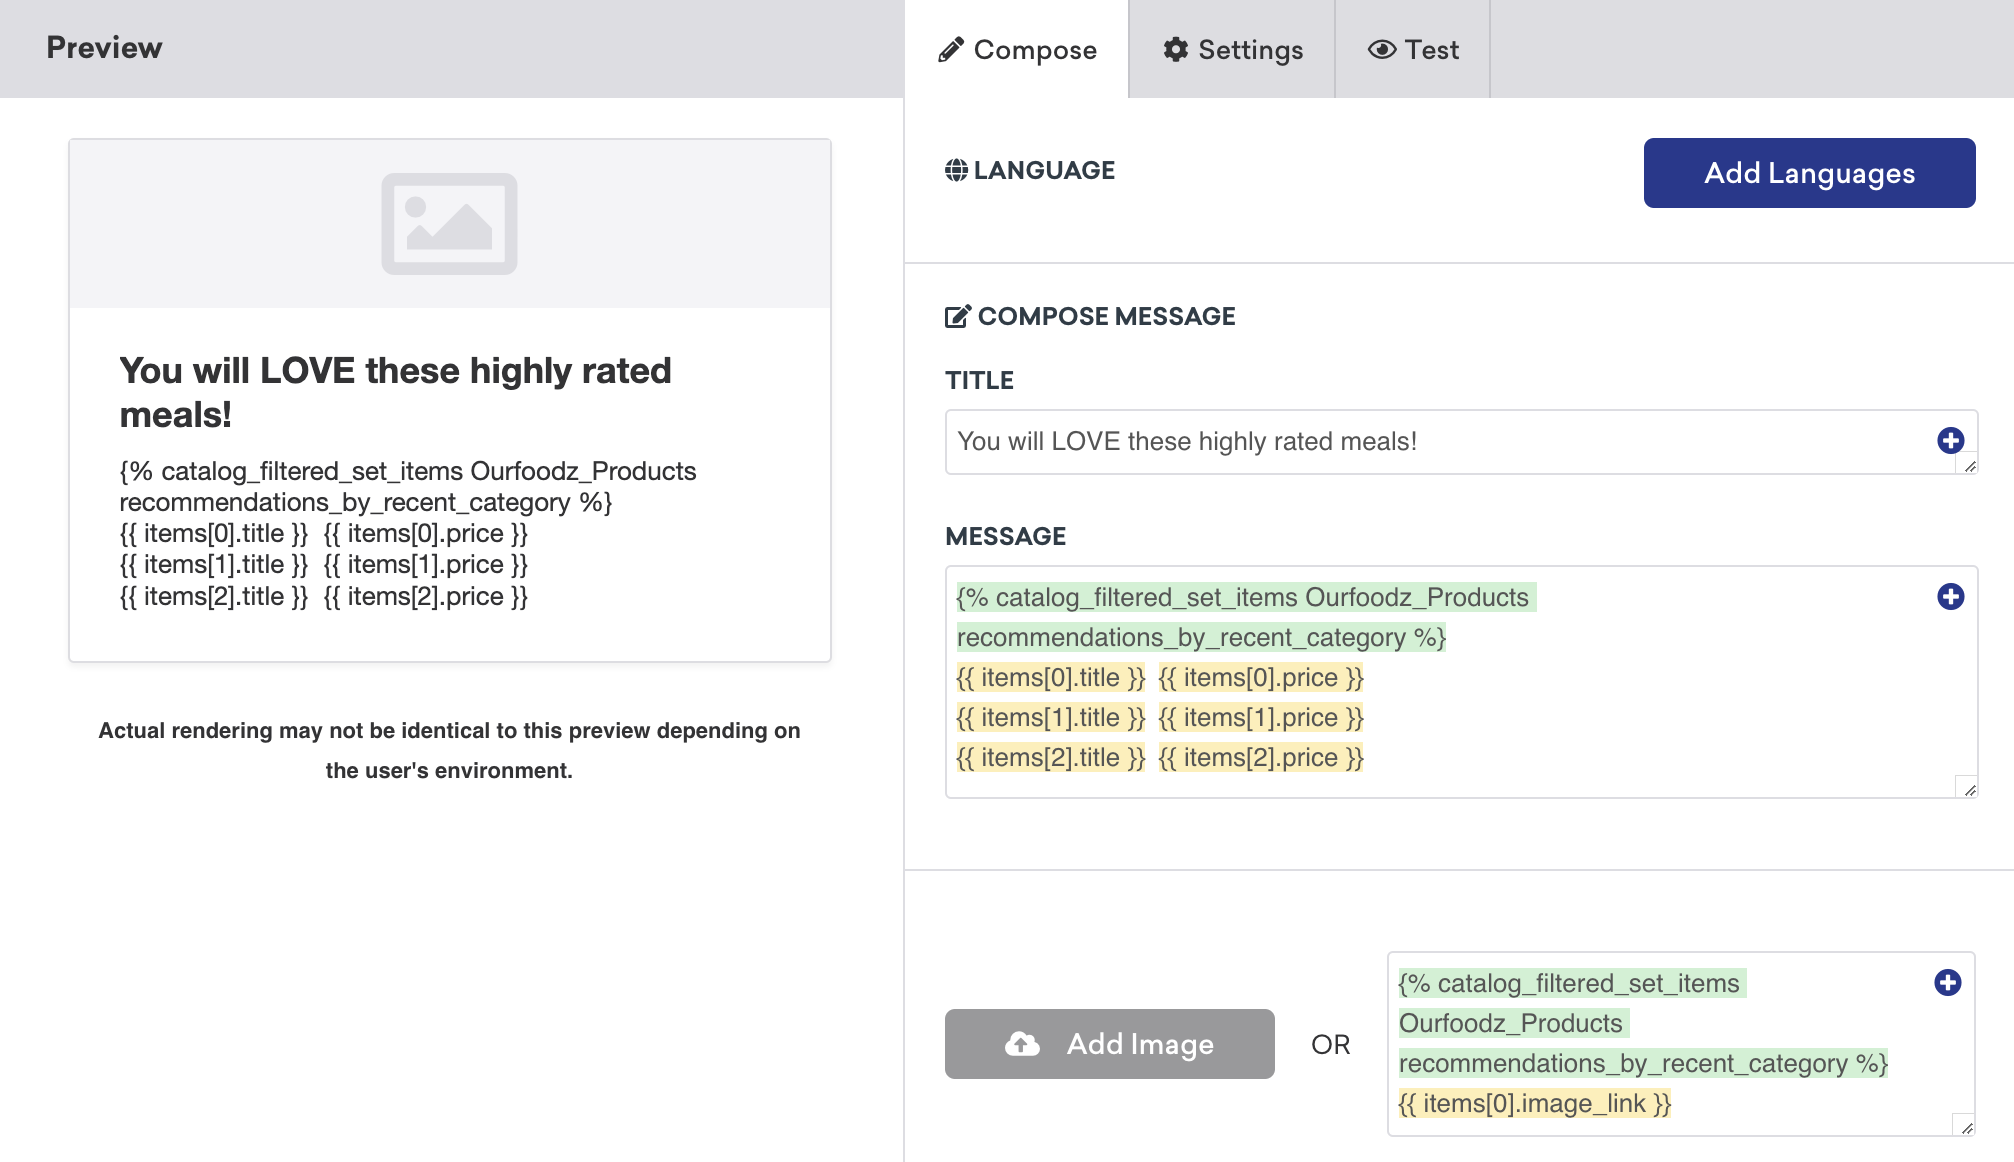 Preview
You will LOVE these highly rated
meals!
{% catalog_filtered_set_items Ourfoodz_Products
recommendations_by_recent_category %}
{{ items[0].title }}  {{ items[0].price }}
{{ items[1].title }}  {{ items[1].price }}
{{ items[2].title }}  {{ items[2].price }}
Actual rendering may not be identical to this preview depending on
the user's environment.
Compose
Settings
Test
LANGUAGE
Add Languages
COMPOSE MESSAGE
TITLE
You will LOVE these highly rated meals!
MESSAGE
{% catalog_filtered_set_items Ourfoodz_Products
recommendations_by_recent_category %}
{{ items[0].title }}  {{ items[0].price }}
{{ items[1].title }}  {{ items[1].price }}
{{ items[2].title }}  {{ items[2].price }}
Add Image
OR
{% catalog_filtered_set_items
Ourfoodz_Products
recommendations_by_recent_category %}
{{ items[0].image_link }}